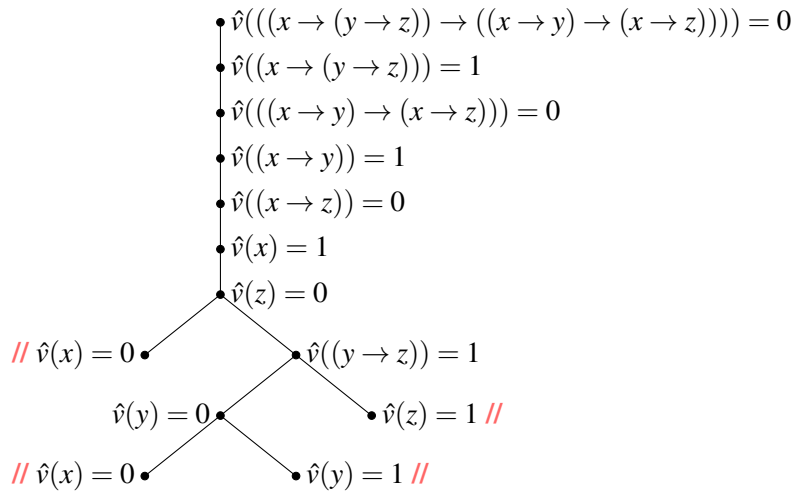 v̂(((x → (y → z)) → ((x → y) → (x → z)))) = 0
v̂((x → (y → z))) = 1
v̂(((x → y) → (x → z))) = 0
v̂((x → y)) = 1
v̂((x → z)) = 0
v̂(x) = 1
v̂(z) = 0
// v̂(x) = 0 v̂((y → z)) = 1
v̂(y) = 0 v̂(z) = 1 //
// v̂(x) = 0 v̂(y) = 1 //